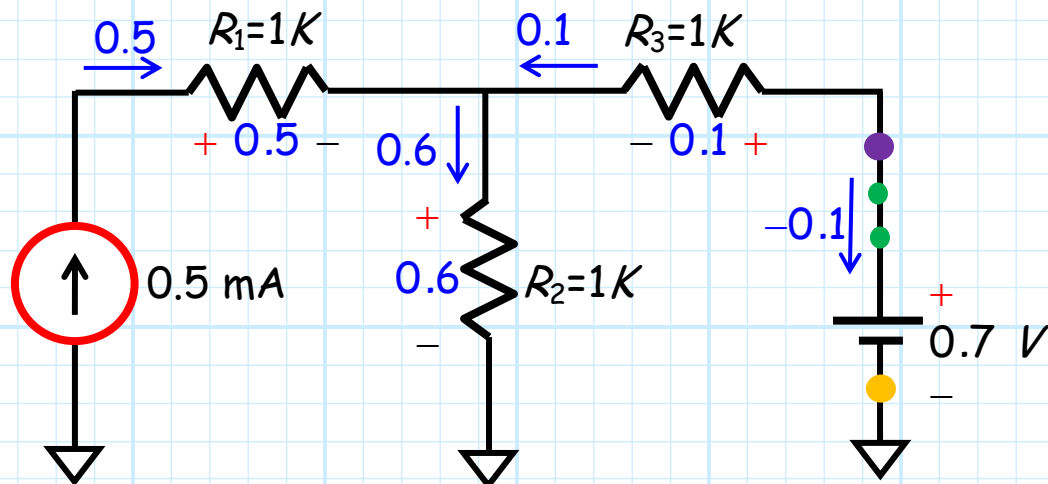 0.5
R₁=1K
0.1
R₃=1K
+ 0.5 –
0.6
– 0.1 +
+
–0.1
0.5 mA
0.6
R₂=1K
+
0.7 V
–
–